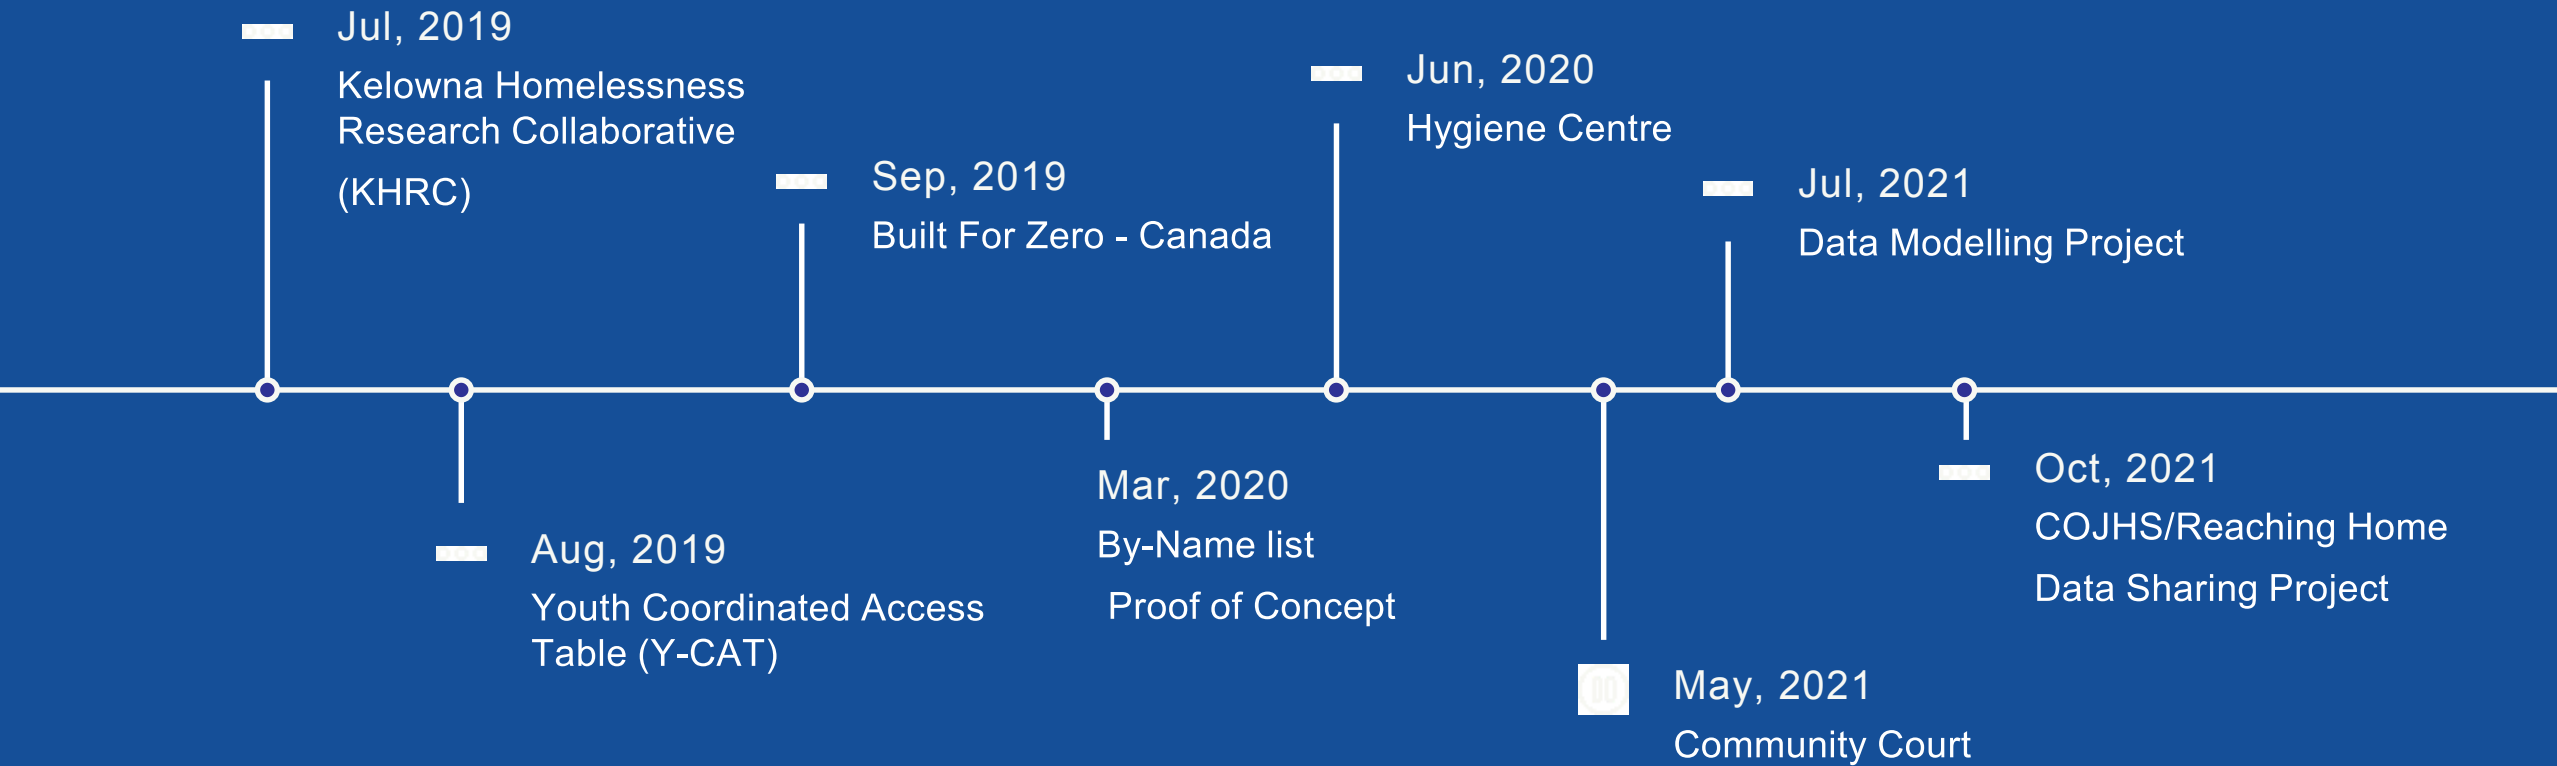 Jul, 2019
Kelowna Homelessness
Research Collaborative
(KHRC)
Aug, 2019
Youth Coordinated Access
Table (Y-CAT)
Sep, 2019
Built For Zero - Canada
Mar, 2020
By-Name list
Proof of Concept
Jun, 2020
Hygiene Centre
May, 2021
Community Court
Jul, 2021
Data Modelling Project
Oct, 2021
COJHS/Reaching Home
Data Sharing Project